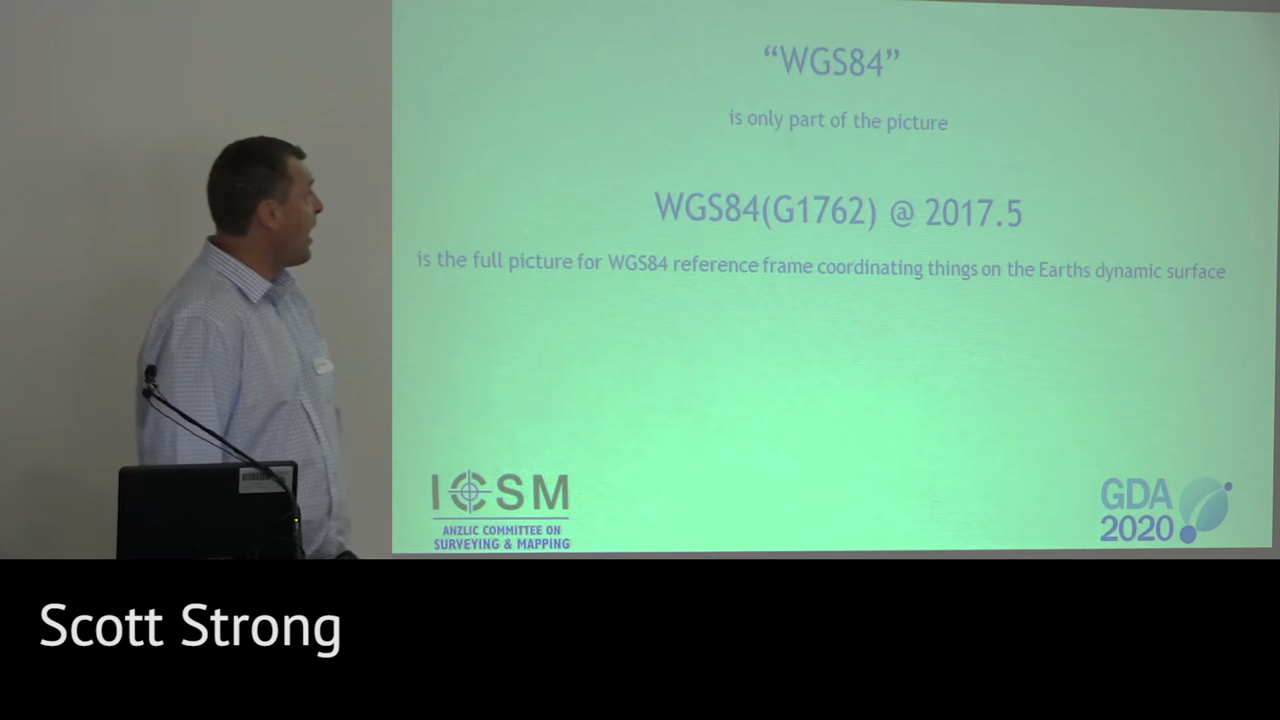 “WGS84”
is only part of the picture
WGS84(G1762) @ 2017.5
is the full picture for WGS84 reference frame coordinating things on the Earths dynamic surface
ICSM
ANZLIC COMMITTEE ON
SURVEYING & MAPPING
GDA
2020
Scott Strong